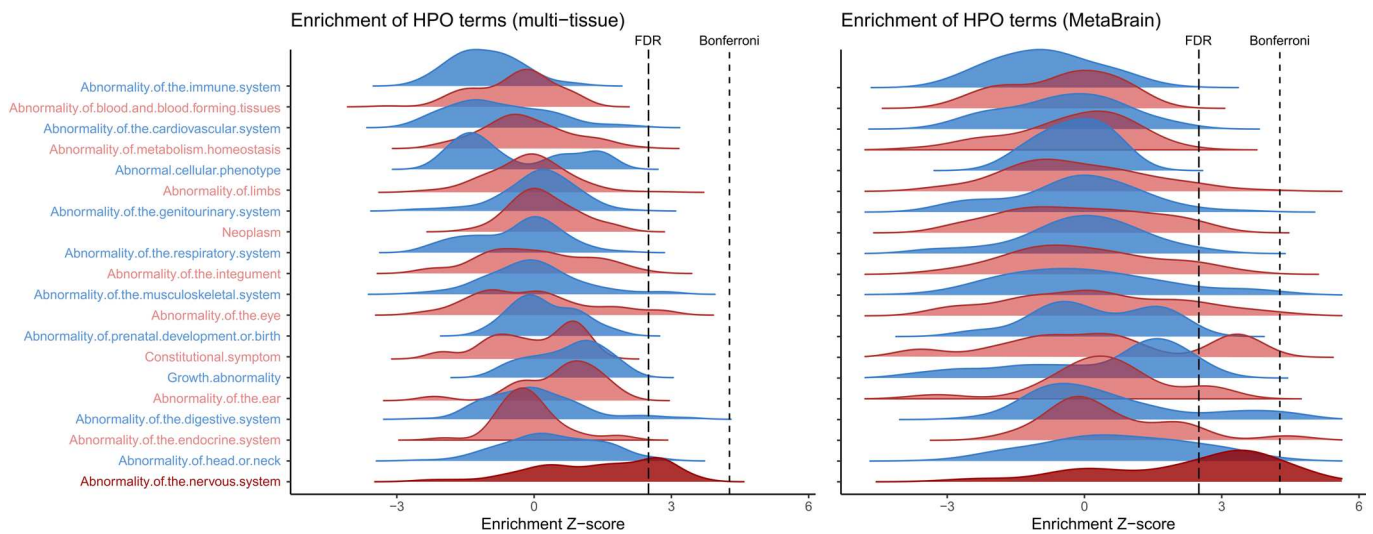 Enrichment of HPO terms (multi−tissue)
FDR
Bonferroni
Abnormality.of.the.immune.system
Abnormality.of.blood.and.blood.forming.tissues
Abnormality.of.the.cardiovascular.system
Abnormality.of.metabolism.homeostasis
Abnormal.cellular.phenotype
Abnormality.of.limbs
Abnormality.of.the.genitourinary.system
Neoplasm
Abnormality.of.the.respiratory.system
Abnormality.of.the.integument
Abnormality.of.the.musculoskeletal.system
Abnormality.of.the.eye
Abnormality.of.prenatal.development.or.birth
Constitutional.symptom
Growth.abnormality
Abnormality.of.the.ear
Abnormality.of.the.digestive.system
Abnormality.of.the.endocrine.system
Abnormality.of.head.or.neck
Abnormality.of.the.nervous.system
−3 0 3 6
Enrichment Z−score
Enrichment of HPO terms (MetaBrain)
FDR
Bonferroni
−3 0 3 6
Enrichment Z−score